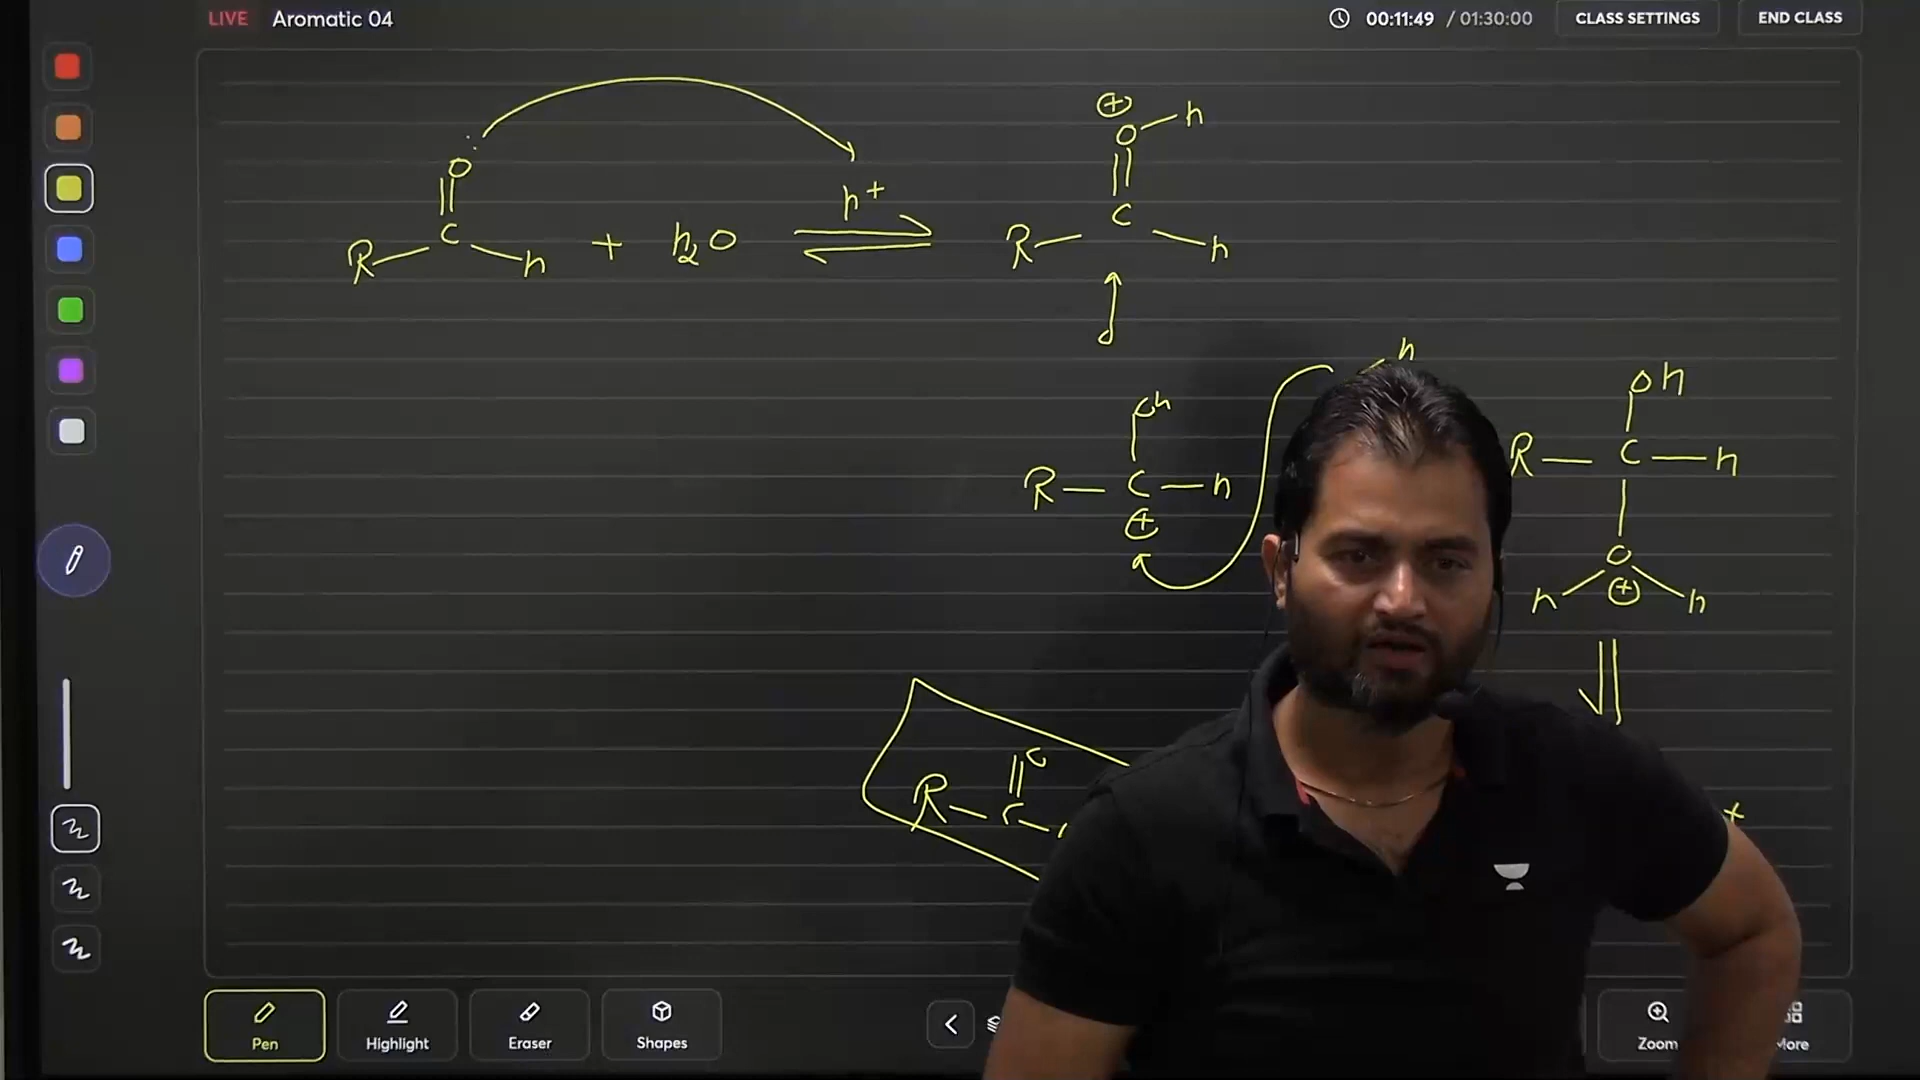 LIVE Aromatic 04 00:11:49 / 01:30:00 CLASS SETTINGS END CLASS
⊕
O h
O
h+
C
R C h + h2O R h
h
Oh
Oh
R C h
R C h
⊕
O
h ⊕ h
R
+
Pen Highlight Eraser Shapes Zoom More